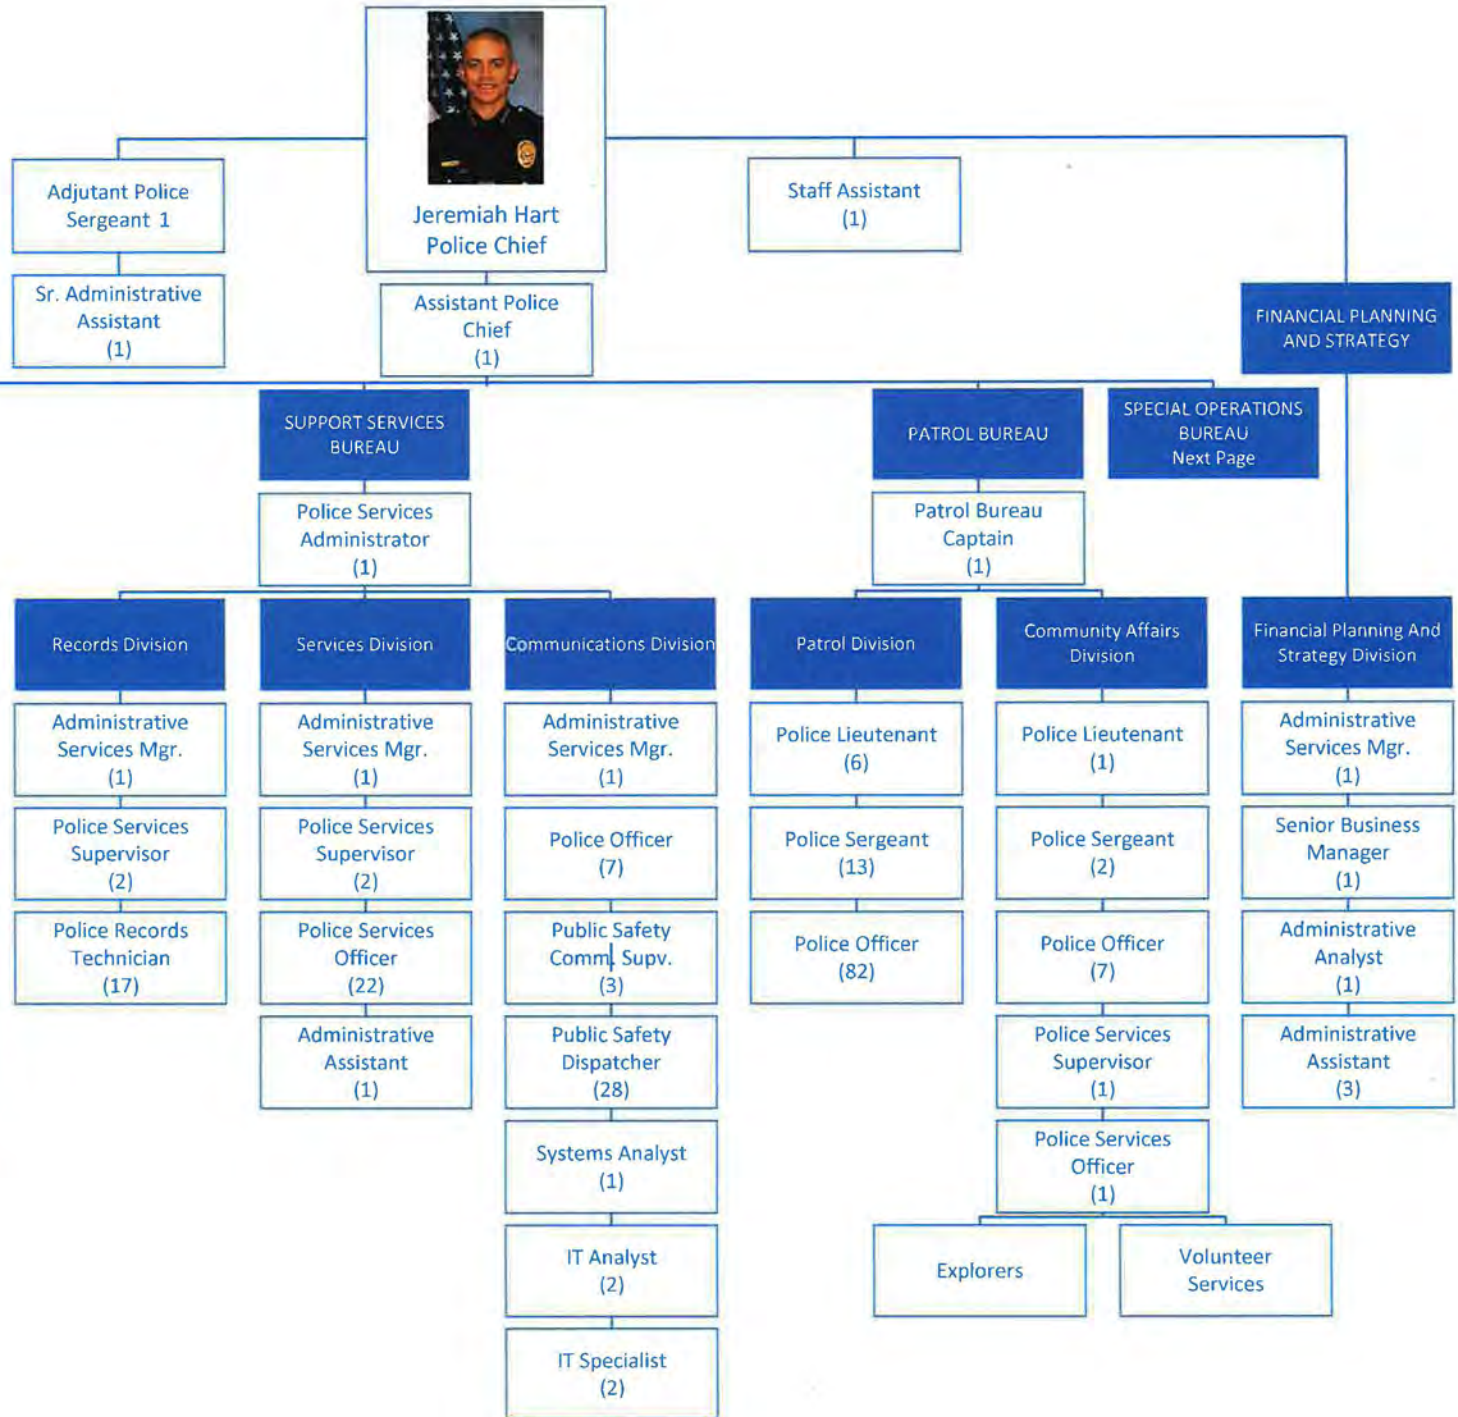 Jeremiah Hart
Police Chief
Adjutant Police
Sergeant 1
Staff Assistant
(1)
Sr. Administrative
Assistant
(1)
Assistant Police
Chief
(1)
FINANCIAL PLANNING
AND STRATEGY
SUPPORT SERVICES
BUREAU
PATROL BUREAU
SPECIAL OPERATIONS
BUREAU
Next Page
Police Services
Administrator
(1)
Patrol Bureau
Captain
(1)
Records Division
Administrative
Services Mgr.
(1)
Police Services
Supervisor
(2)
Police Records
Technician
(17)
Services Division
Administrative
Services Mgr.
(1)
Police Services
Supervisor
(2)
Police Services
Officer
(22)
Administrative
Assistant
(1)
Communications Division
Administrative
Services Mgr.
(1)
Police Officer
(7)
Public Safety
Comm. Supv.
(3)
Public Safety
Dispatcher
(28)
Systems Analyst
(1)
IT Analyst
(2)
IT Specialist
(2)
Patrol Division
Police Lieutenant
(6)
Police Sergeant
(13)
Police Officer
(82)
Community Affairs
Division
Police Lieutenant
(1)
Police Sergeant
(2)
Police Officer
(7)
Police Services
Supervisor
(1)
Police Services
Officer
(1)
Explorers
Volunteer
Services
Financial Planning And
Strategy Division
Administrative
Services Mgr.
(1)
Senior Business
Manager
(1)
Administrative
Analyst
(1)
Administrative
Assistant
(3)